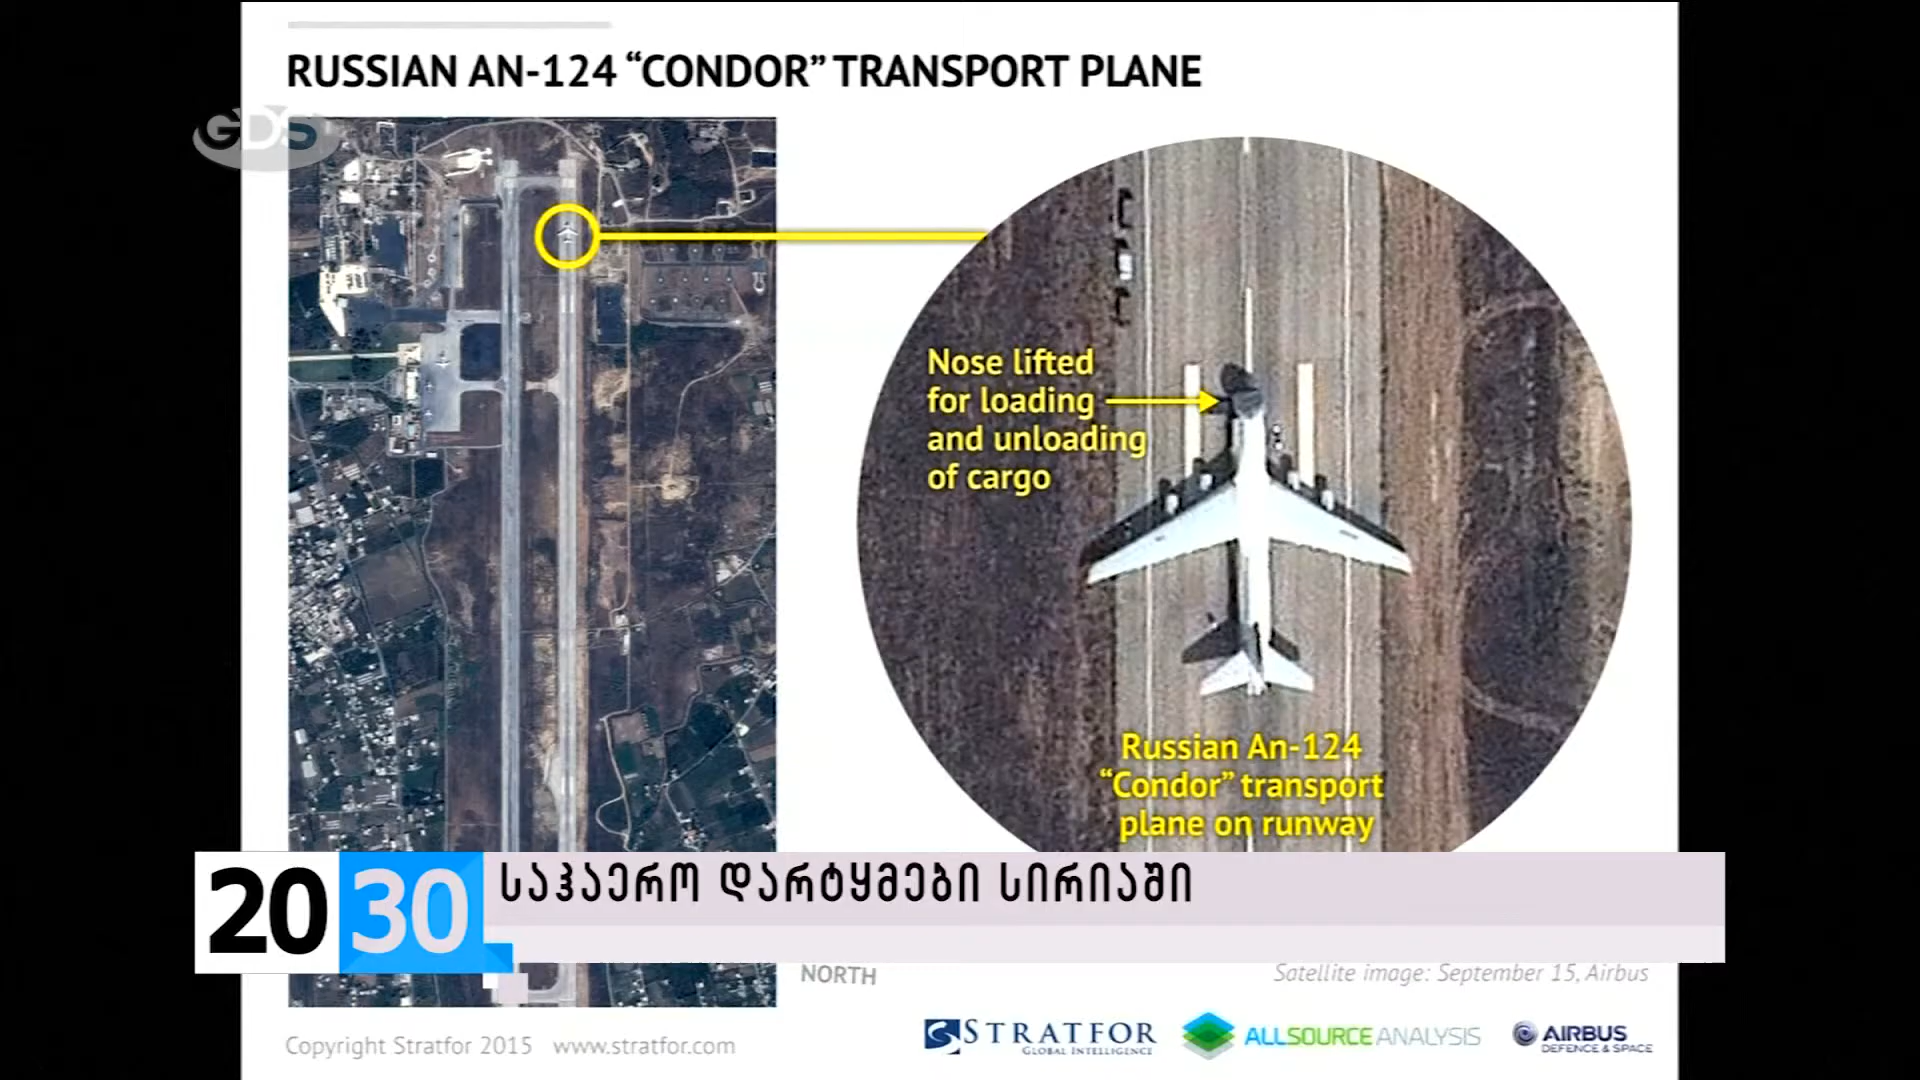 RUSSIAN AN-124 “CONDOR” TRANSPORT PLANE
GDS
Nose lifted
for loading
and unloading
of cargo
Russian An-124
“Condor” transport
plane on runway
20 30
საჰაერო დარტყმები სირიაში
NORTH
Satellite image: September 15, Airbus
Copyright Stratfor 2015 www.stratfor.com
STRATFOR
GLOBAL INTELLIGENCE
ALLSOURCE ANALYSIS
AIRBUS
DEFENCE & SPACE